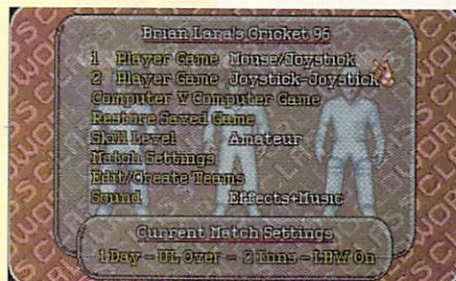 Brian Lara's Cricket 96
1 Player Game Mouse/Joystick
2 Player Game Joystick-Joystick
Computer V Computer Game
Restore Saved Game
Skill Level Amateur
Match Settings
Edit/Create Teams
Sound Effects+Music
Current Match Settings
1 Day - UL Over - 2 Inns - LBW On